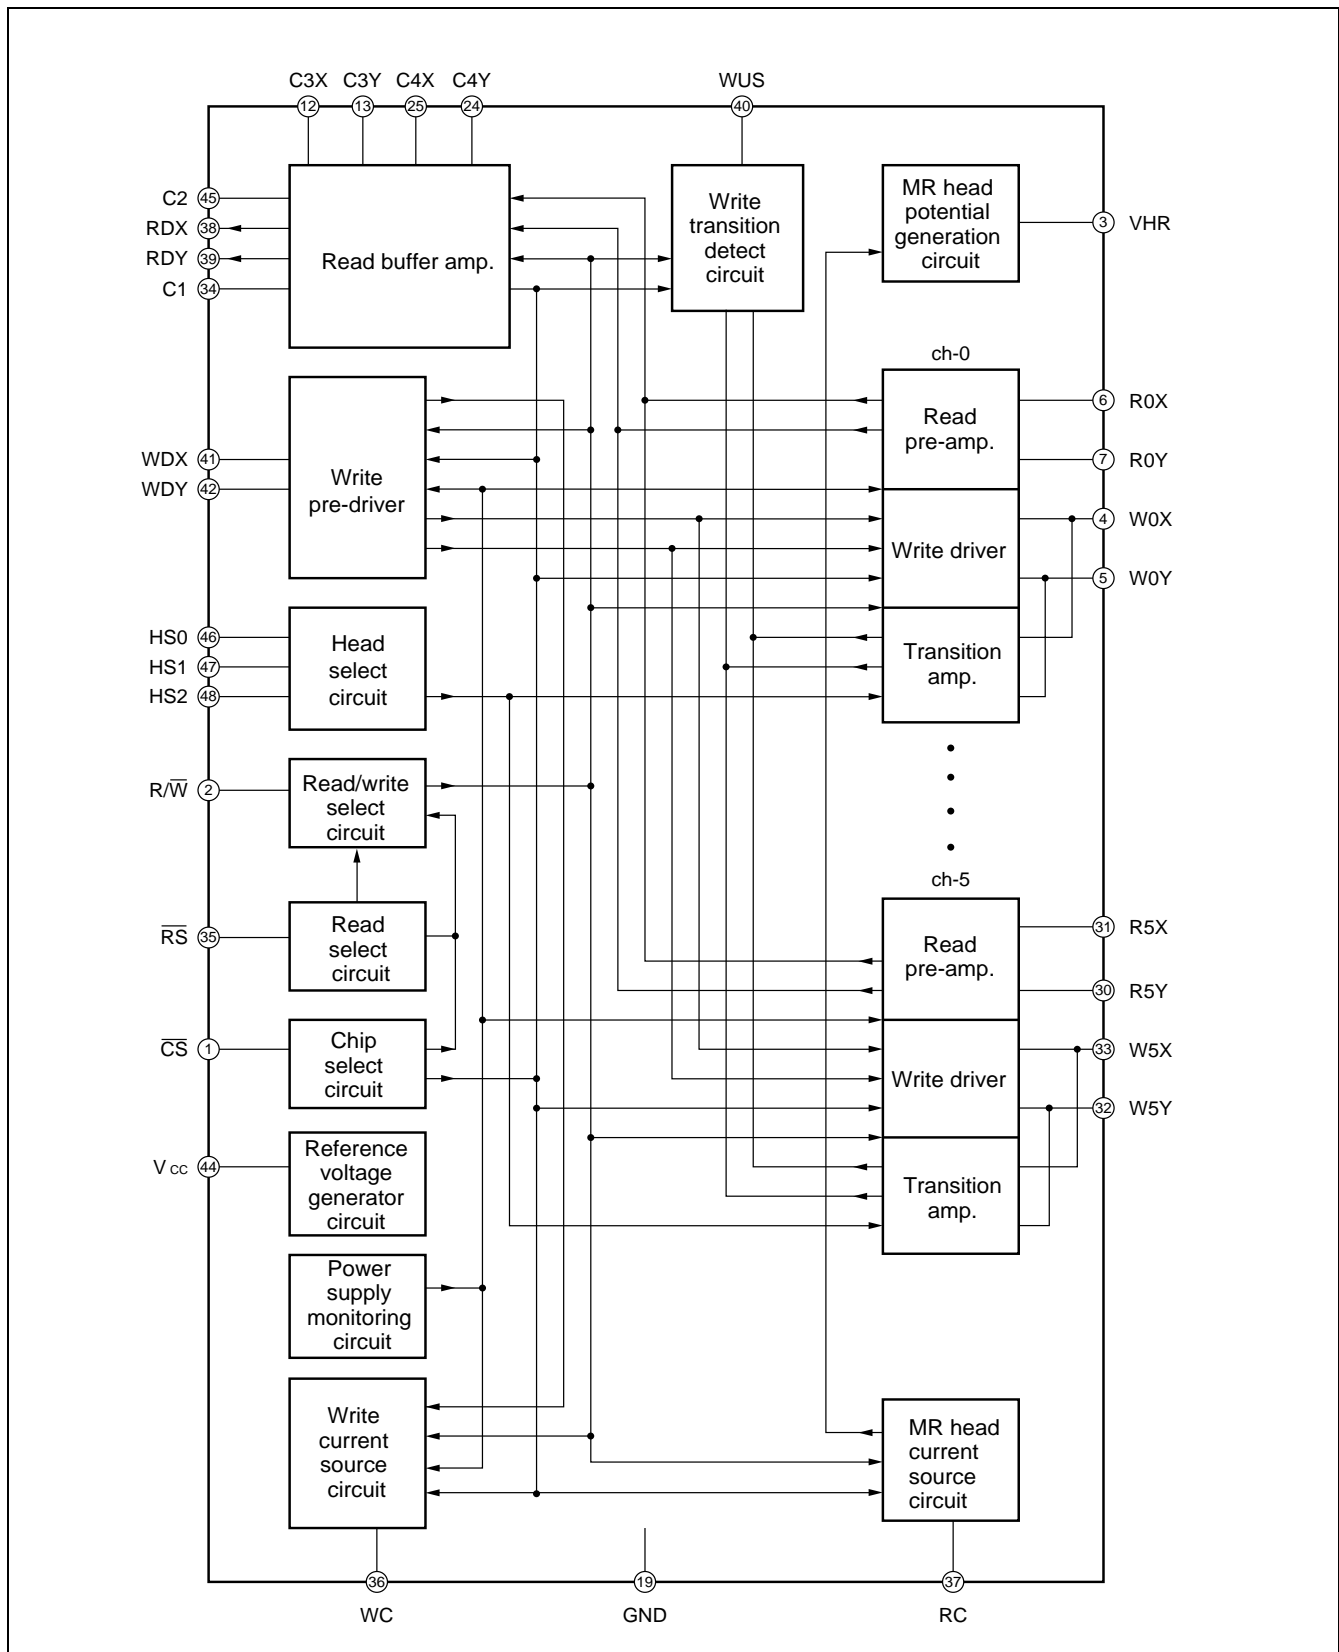 C3X C3Y C4X C4Y WUS
12 13 25 24 40
C2 45
RDX 38
RDY 39
C1 34
Read buffer amp.
Write
transition
detect
circuit
MR head
potential
generation
circuit
3 VHR
ch-0
WDX 41
WDY 42
Write
pre-driver
Read
pre-amp.
6 R0X
7 R0Y
Write driver
4 W0X
5 W0Y
Transition
amp.
HS0 46
HS1 47
HS2 48
Head
select
circuit
R/W̅ 2
Read/write
select
circuit
R̅S̅ 35
Read
select
circuit
C̅S̅ 1
Chip
select
circuit
VCC 44
Reference
voltage
generator
circuit
Power
supply
monitoring
circuit
Write
current
source
circuit
ch-5
Read
pre-amp.
31 R5X
30 R5Y
Write driver
33 W5X
32 W5Y
Transition
amp.
MR head
current
source
circuit
36 19 37
WC GND RC